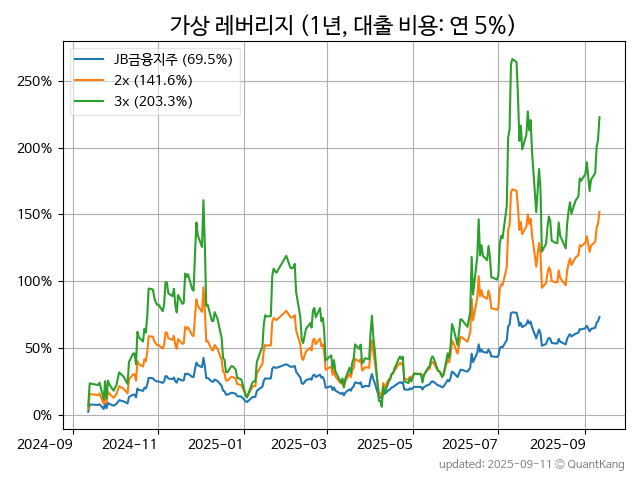 가상 레버리지 (1년, 대출 비용: 연 5%)
JB금융지주 (69.5%)
2x (141.6%)
3x (203.3%)
250%
200%
150%
100%
50%
0%
2024-09 2024-11 2025-01 2025-03 2025-05 2025-07 2025-09
updated: 2025-09-11 © QuantKang